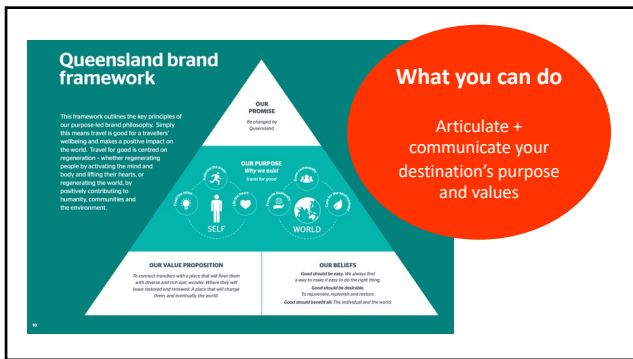 Queensland brand
framework
This framework outlines the key principles of
our purpose-led brand philosophy. Simply
this means travel is good for a travellers'
wellbeing and makes a positive impact on
the world. Travel for good is centred on
regeneration - whether regenerating
people by activating the mind and
body and lifting their hearts, or
regenerating the world, by
positively contributing to
humanity, communities and
the environment.
OUR
PROMISE
Be changed by
Queensland.
OUR PURPOSE
Why we exist
travel for good
SELF
WORLD
OUR VALUE PROPOSITION
To connect travellers with a place that will floor them
with diverse and rich epic wonder. Where they will
leave restored and renewed. A place that will change
them and eventually the world.
OUR BELIEFS
Good should be easy. We always find
a way to make it easy to do the right thing.
Good should be desirable.
To rejuvenate, replenish and restore.
Good should benefit all. The individual and the world.
10
What you can do
Articulate +
communicate your
destination's purpose
and values